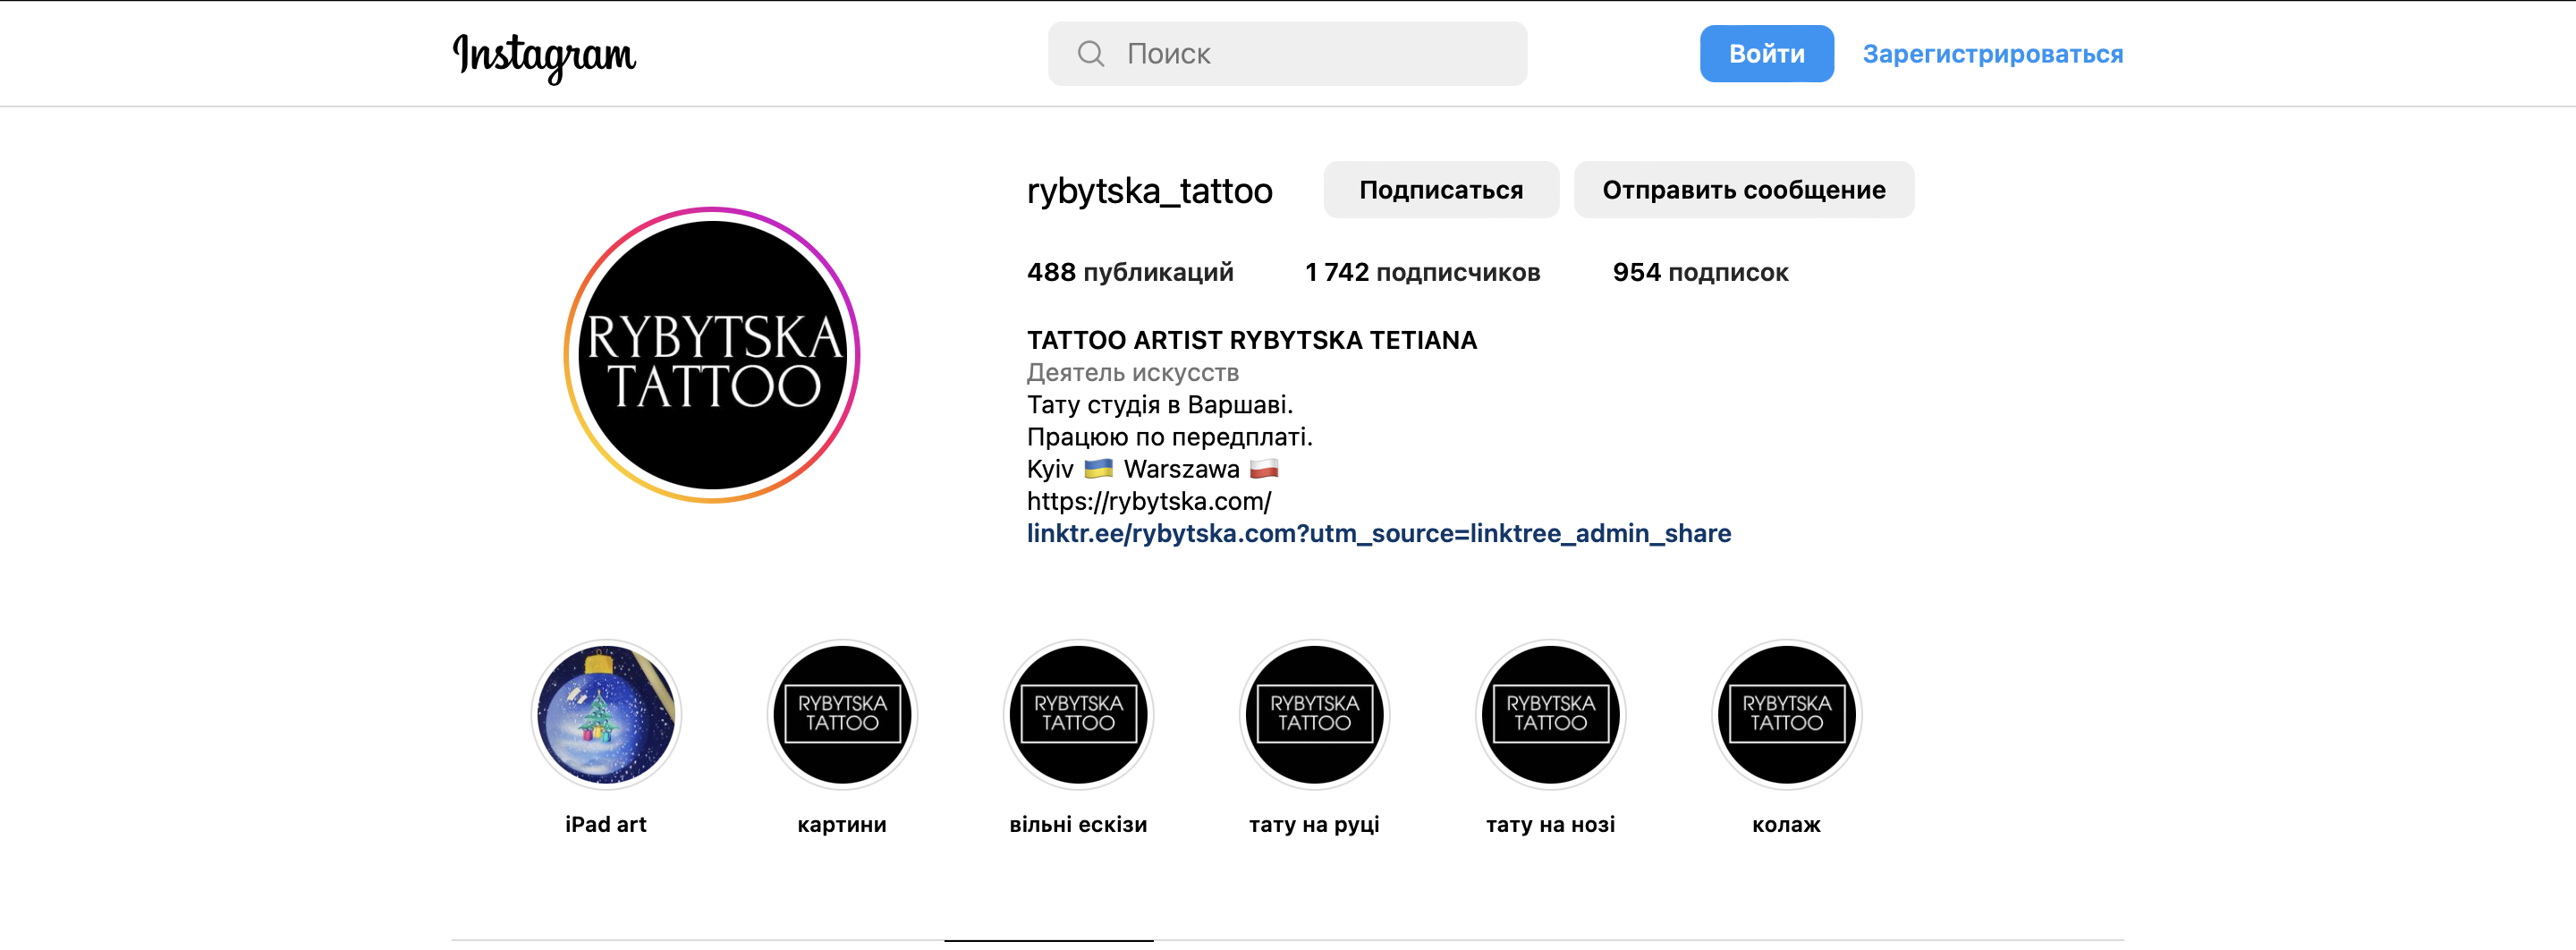 Instagram
Поиск
Войти
Зарегистрироваться
RYBYTSKA
TATTOO
rybytska_tattoo
Подписаться
Отправить сообщение
488 публикаций
1 742 подписчиков
954 подписок
TATTOO ARTIST RYBYTSKA TETIANA
Деятель искусств
Тату студія в Варшаві.
Працюю по передплаті.
Kyiv 🇺🇦 Warszawa 🇵🇱
https://rybytska.com/
linktr.ee/rybytska.com?utm_source=linktree_admin_share
iPad art
RYBYTSKA
TATTOO
картини
RYBYTSKA
TATTOO
вільні ескізи
RYBYTSKA
TATTOO
тату на руці
RYBYTSKA
TATTOO
тату на нозі
RYBYTSKA
TATTOO
колаж